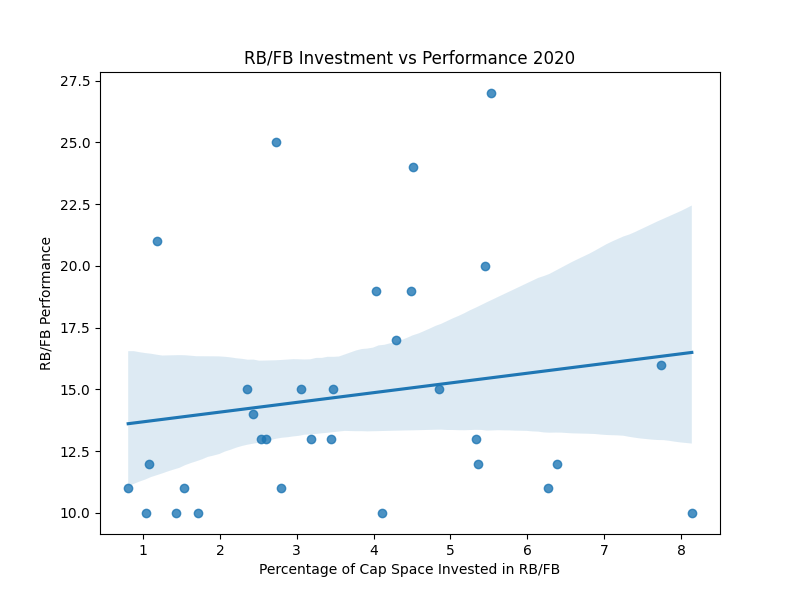 RB/FB Investment vs Performance 2020
27.5
25.0
22.5
20.0
17.5
15.0
12.5
10.0
RB/FB Performance
1 2 3 4 5 6 7 8
Percentage of Cap Space Invested in RB/FB